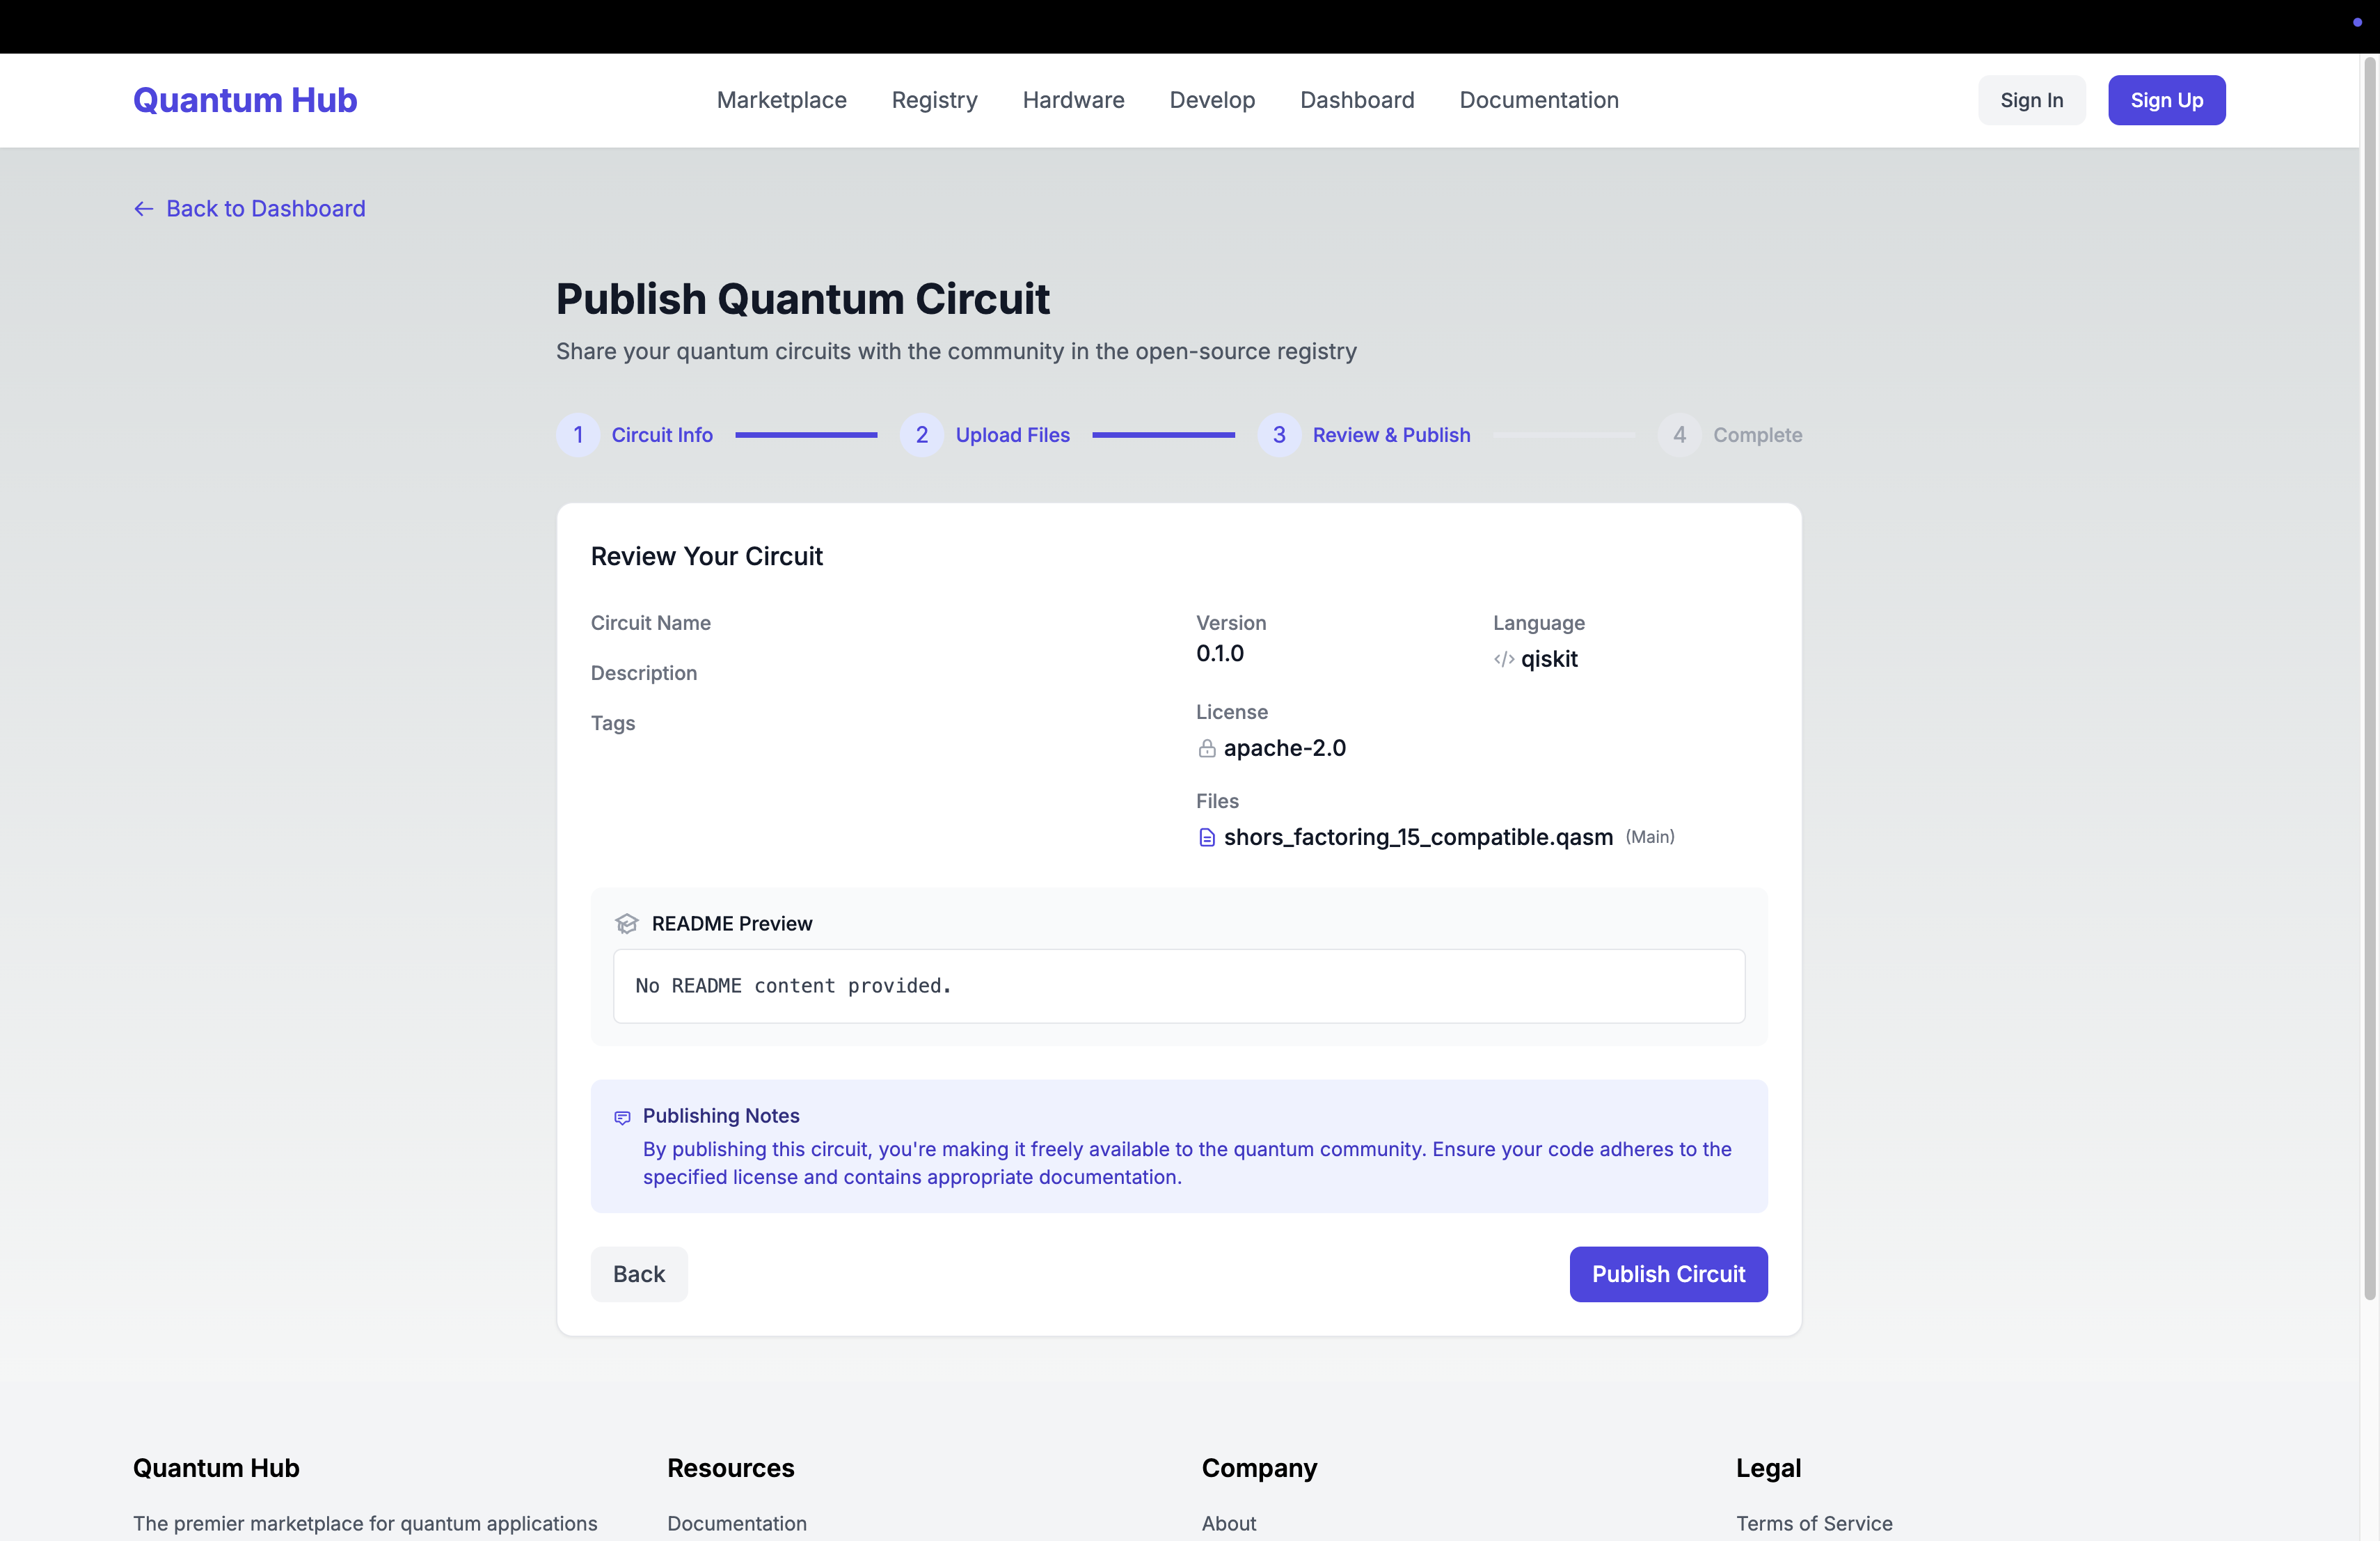 Quantum Hub
Marketplace
Registry
Hardware
Develop
Dashboard
Documentation
Sign In
Sign Up
Back to Dashboard
Publish Quantum Circuit
Share your quantum circuits with the community in the open-source registry
1 Circuit Info
2 Upload Files
3 Review & Publish
4 Complete
Review Your Circuit
Circuit Name
Description
Tags
Version
0.1.0
Language
</> qiskit
License
apache-2.0
Files
shors_factoring_15_compatible.qasm (Main)
README Preview
No README content provided.
Publishing Notes
By publishing this circuit, you're making it freely available to the quantum community. Ensure your code adheres to the
specified license and contains appropriate documentation.
Back
Publish Circuit
Quantum Hub
The premier marketplace for quantum applications
Resources
Documentation
Company
About
Legal
Terms of Service